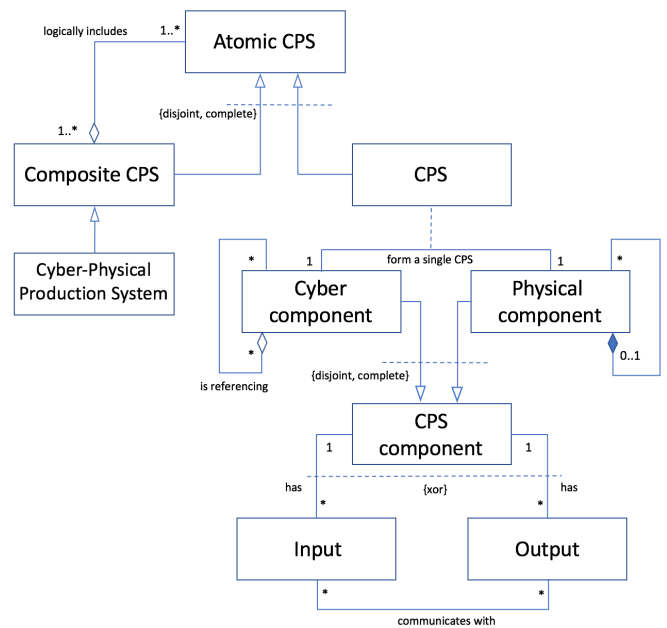 logically includes
1..*
Atomic CPS
{disjoint, complete}
1..*
Composite CPS
CPS
Cyber-Physical
Production System
form a single CPS
*
1
1
*
Cyber
component
Physical
component
*
0..1
is referencing
{disjoint, complete}
CPS
component
1
1
has
{xor}
has
*
*
Input
Output
*
*
communicates with